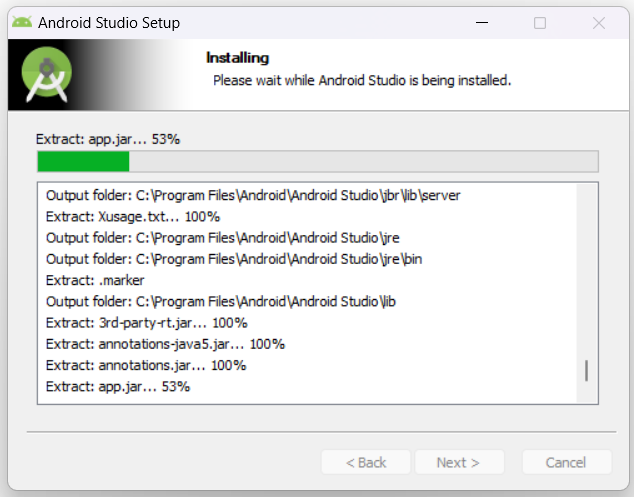 Android Studio Setup
Installing
Please wait while Android Studio is being installed.
Extract: app.jar... 53%
Output folder: C:\Program Files\Android\Android Studio\jbr\lib\server
Extract: Xusage.txt... 100%
Output folder: C:\Program Files\Android\Android Studio\jre
Output folder: C:\Program Files\Android\Android Studio\jre\bin
Extract: .marker
Output folder: C:\Program Files\Android\Android Studio\lib
Extract: 3rd-party-rt.jar... 100%
Extract: annotations-java5.jar... 100%
Extract: annotations.jar... 100%
Extract: app.jar... 53%
< Back Next > Cancel